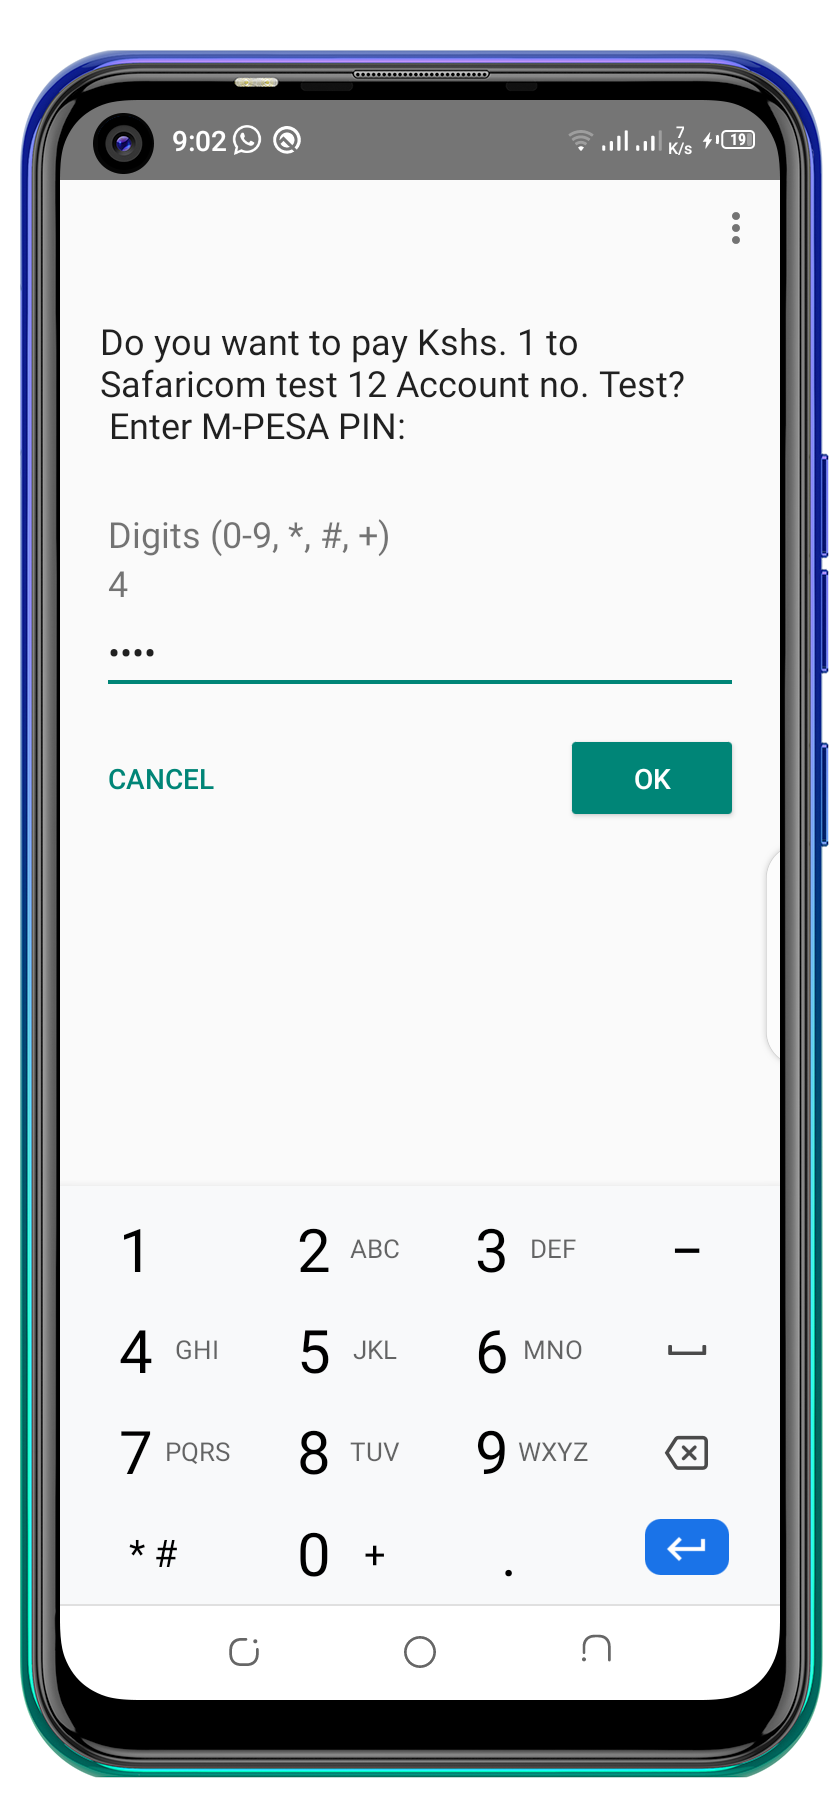 9:02 7 K/s 19
Do you want to pay Kshs. 1 to
Safaricom test 12 Account no. Test?
Enter M-PESA PIN:
Digits (0-9, *, #, +)
4
••••
CANCEL OK
1 2 ABC 3 DEF –
4 GHI 5 JKL 6 MNO
7 PQRS 8 TUV 9 WXYZ
* # 0 + .